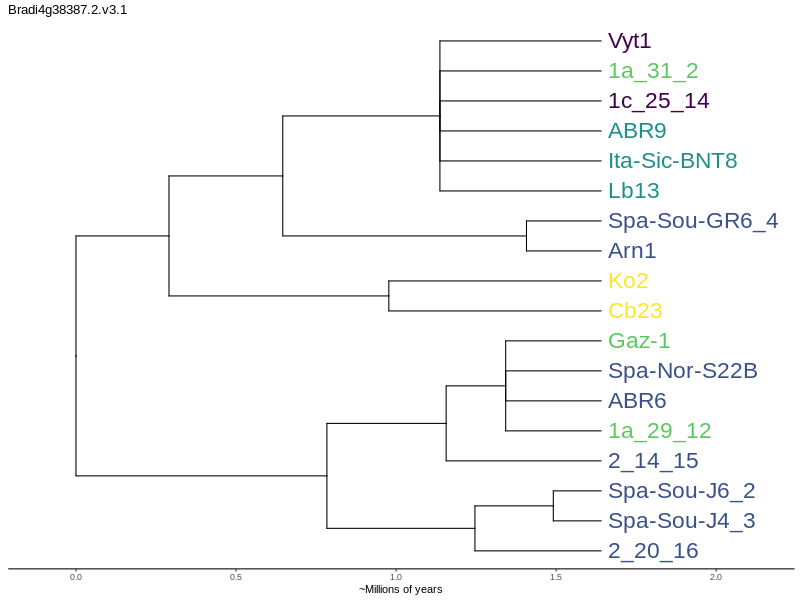 Bradi4g38387.2.v3.1
Vyt1
1a_31_2
1c_25_14
ABR9
Ita-Sic-BNT8
Lb13
Spa-Sou-GR6_4
Arn1
Ko2
Cb23
Gaz-1
Spa-Nor-S22B
ABR6
1a_29_12
2_14_15
Spa-Sou-J6_2
Spa-Sou-J4_3
2_20_16
0.0 0.5 1.0 1.5 2.0
~Millions of years